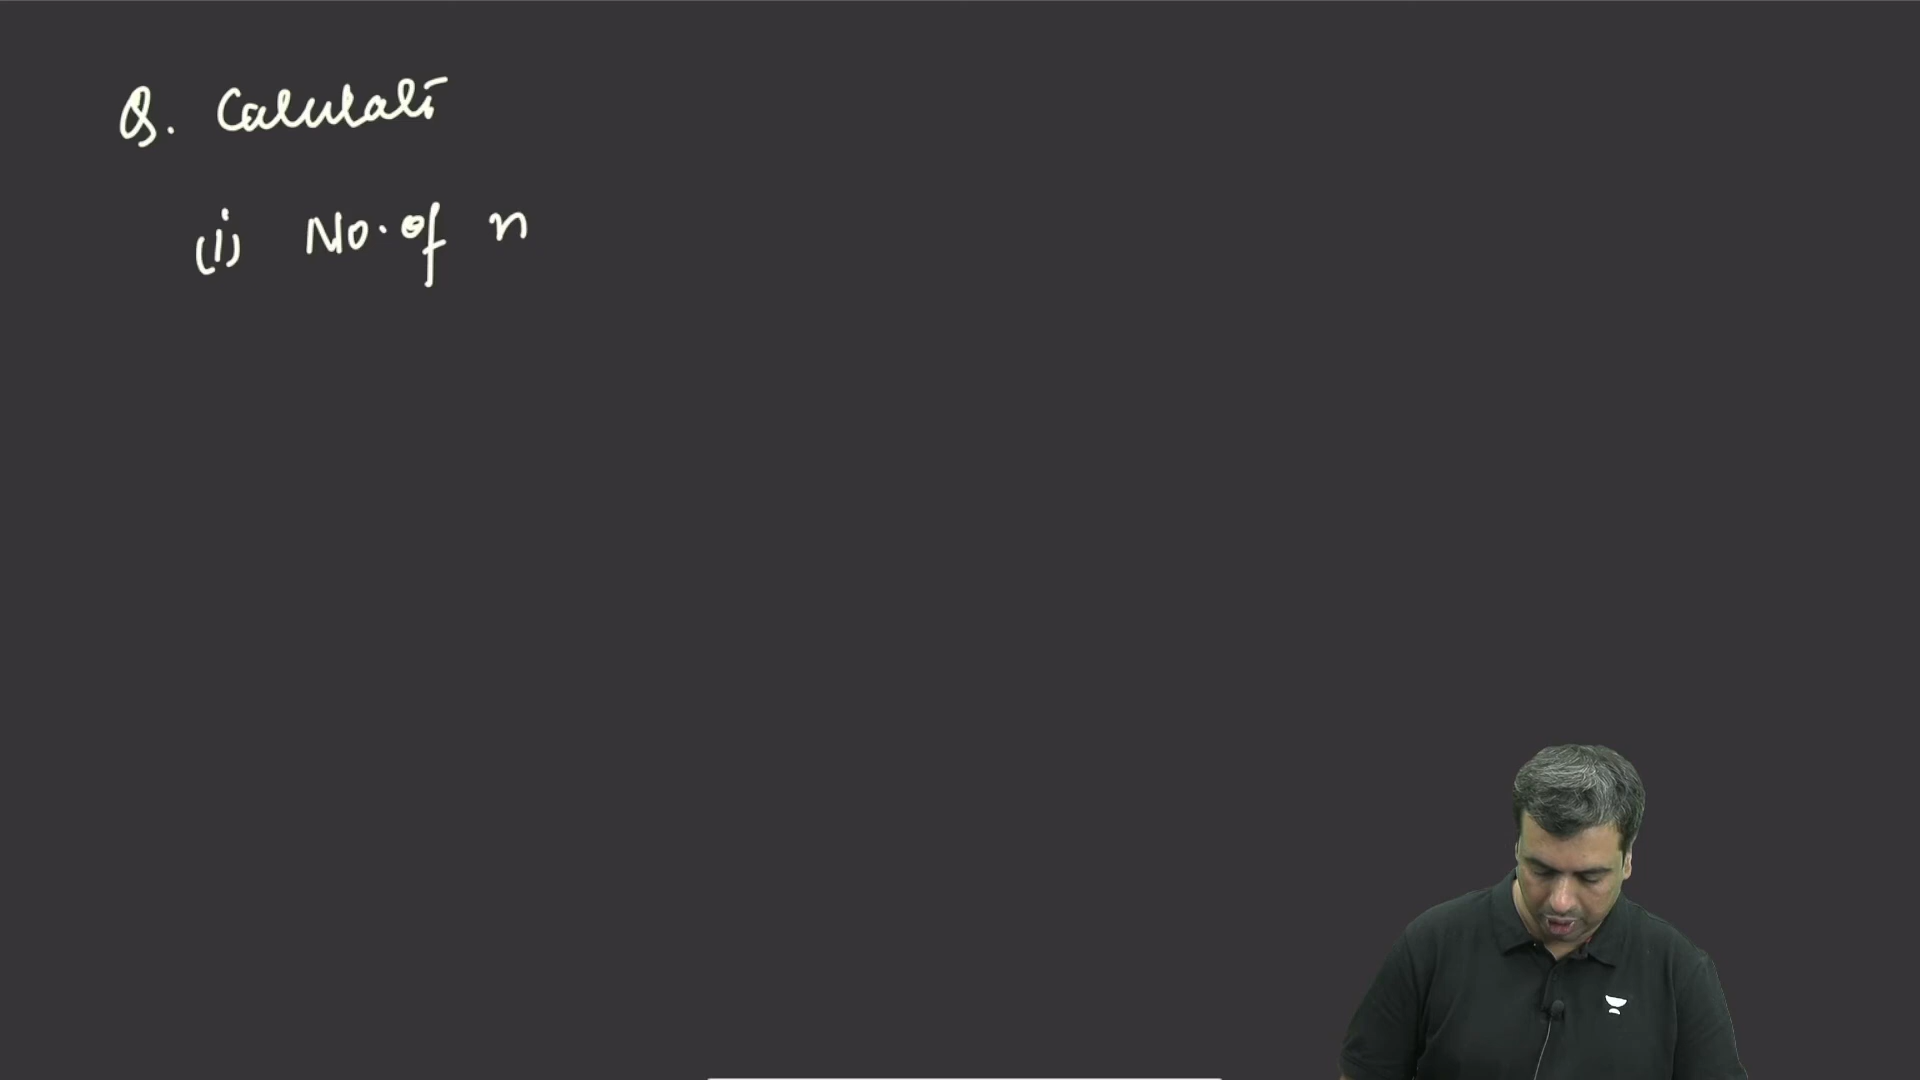 Q. Calculate
(i) No. of n